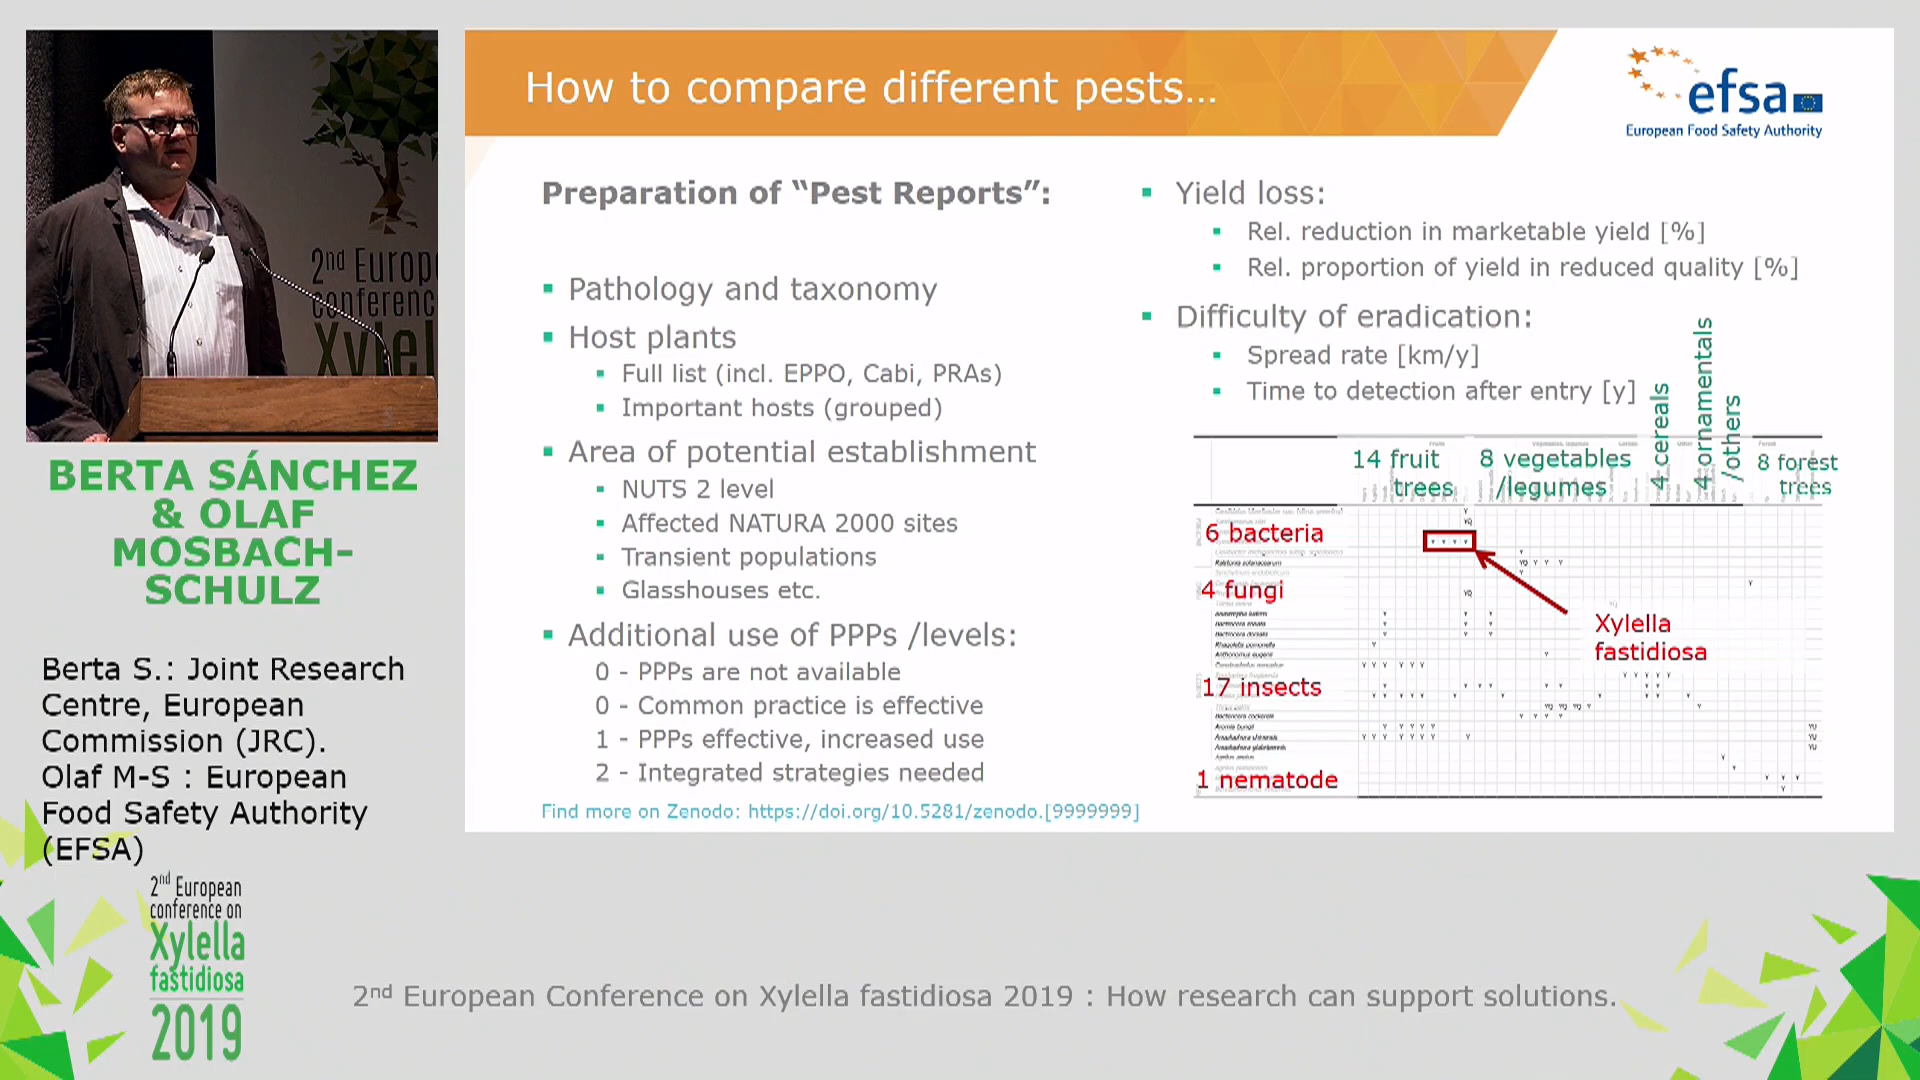 2nd Europ
conferenc
Xylel
BERTA SÁNCHEZ
& OLAF
MOSBACH-
SCHULZ
Berta S.: Joint Research
Centre, European
Commission (JRC).
Olaf M-S : European
Food Safety Authority
(EFSA)
2nd European
conference on
Xylella
fastidiosa
2019
How to compare different pests...
efsa
European Food Safety Authority
Preparation of “Pest Reports”:
▪ Pathology and taxonomy
▪ Host plants
▪ Full list (incl. EPPO, Cabi, PRAs)
▪ Important hosts (grouped)
▪ Area of potential establishment
▪ NUTS 2 level
▪ Affected NATURA 2000 sites
▪ Transient populations
▪ Glasshouses etc.
▪ Additional use of PPPs /levels:
0 - PPPs are not available
0 - Common practice is effective
1 - PPPs effective, increased use
2 - Integrated strategies needed
Find more on Zenodo: https://doi.org/10.5281/zenodo.[9999999]
▪ Yield loss:
▪ Rel. reduction in marketable yield [%]
▪ Rel. proportion of yield in reduced quality [%]
▪ Difficulty of eradication:
▪ Spread rate [km/y]
▪ Time to detection after entry [y]
14 fruit
trees
8 vegetables
/legumes
4 cereals
4 ornamentals
/others
8 forest
trees
6 bacteria
4 fungi
17 insects
1 nematode
Xylella
fastidiosa
2nd European Conference on Xylella fastidiosa 2019 : How research can support solutions.